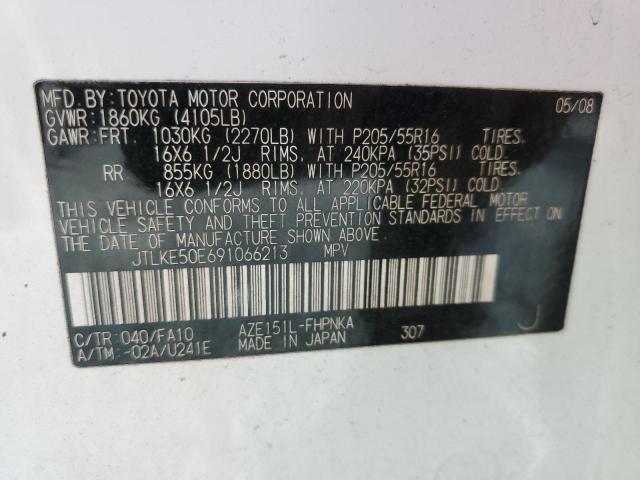 MFD.BY:TOYOTA MOTOR CORPORATION 05/08
GVWR:1860KG (4105LB)
GAWR:FRT 1030KG (2270LB) WITH P205/55R16 TIRES.
16X6 1/2J RIMS. AT 240KPA (35PSI) COLD.
RR 855KG (1880LB) WITH P205/55R16 TIRES.
16X6 1/2J RIMS. AT 220KPA (32PSI) COLD.
THIS VEHICLE CONFORMS TO ALL APPLICABLE FEDERAL MOTOR
VEHICLE SAFETY AND THEFT PREVENTION STANDARDS IN EFFECT ON
THE DATE OF MANUFACTURE SHOWN ABOVE.
JTLKE50E691066213 MPV
C/TR:040/FA10 AZE151L-FHPNKA 307 J
A/TM:-02A/U241E MADE IN JAPAN